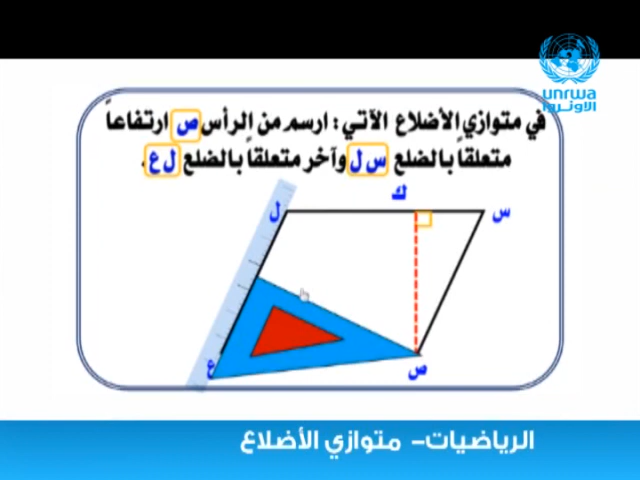 unrwa
الأونروا
في متوازي الأضلاع الآتي: ارسم من الرأس ص ارتفاعاً
متعلقاً بالضلع س ل وآخر متعلقاً بالضلع ل ع.
ك
ل
س
ع
ص
الرياضيات- متوازي الأضلاع